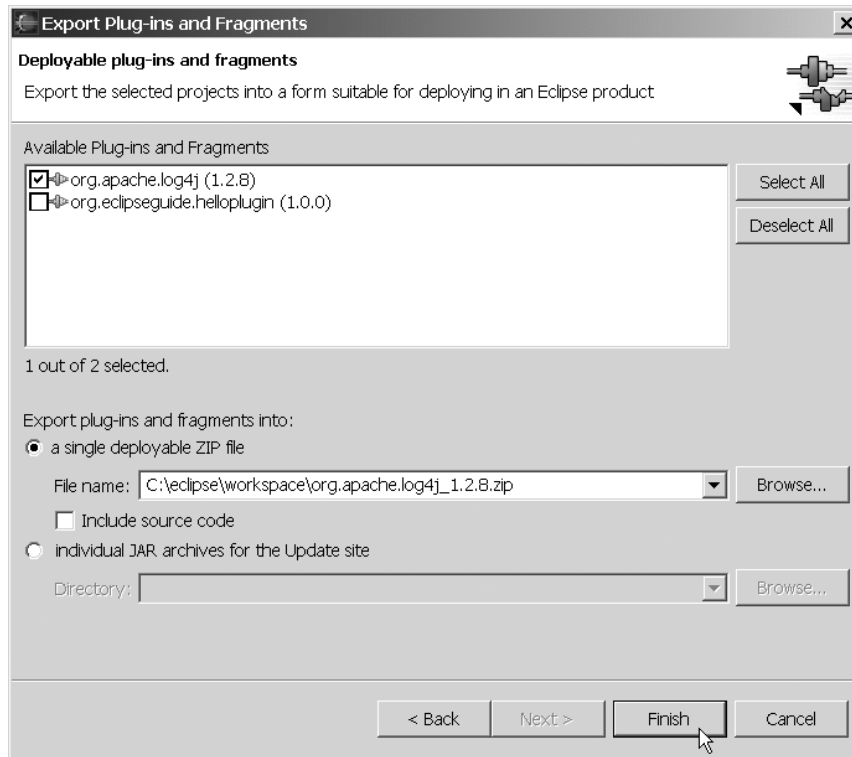 Export Plug-ins and Fragments
Deployable plug-ins and fragments
Export the selected projects into a form suitable for deploying in an Eclipse product
Available Plug-ins and Fragments
org.apache.log4j (1.2.8)
org.eclipseguide.helloplugin (1.0.0)
Select All
Deselect All
1 out of 2 selected.
Export plug-ins and fragments into:
a single deployable ZIP file
File name: C:\eclipse\workspace\org.apache.log4j_1.2.8.zip Browse...
Include source code
individual JAR archives for the Update site
Directory: Browse...
< Back Next > Finish Cancel